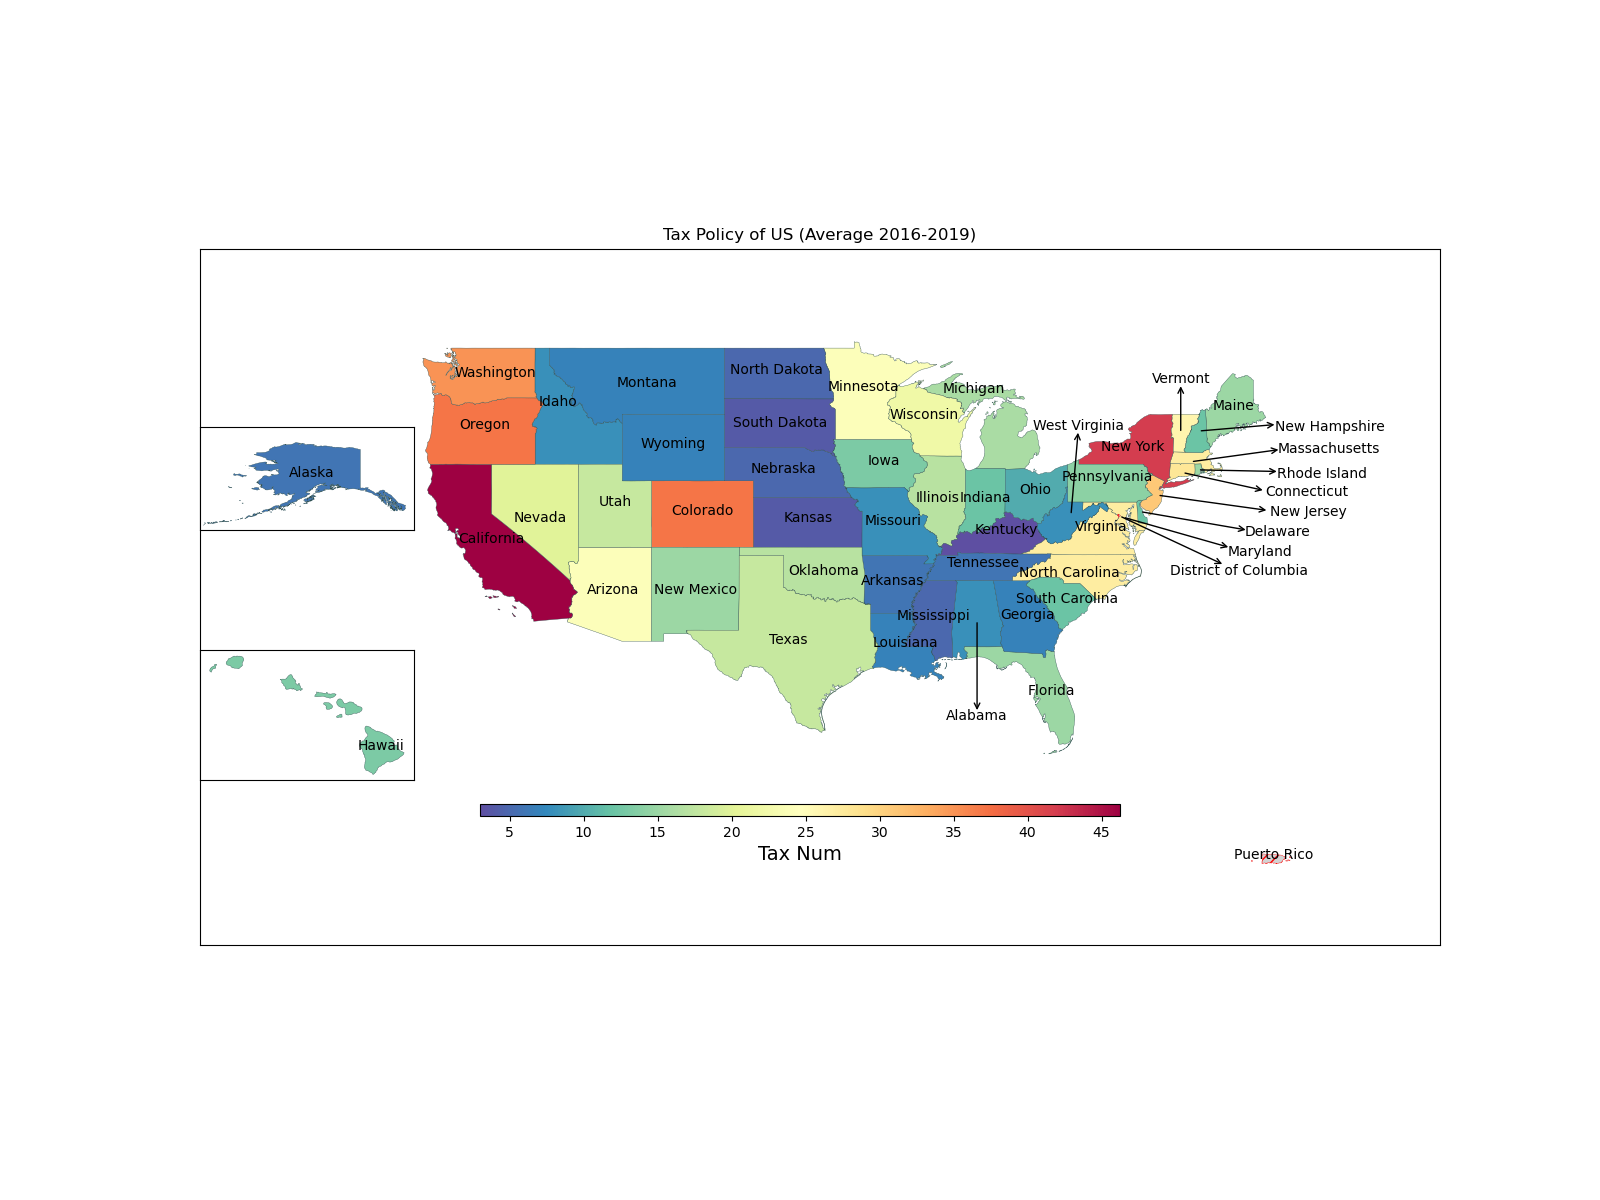 Tax Policy of US (Average 2016-2019)
Washington
Montana
North Dakota
Minnesota
Michigan
Vermont
Idaho
Maine
Oregon
South Dakota
Wisconsin
West Virginia
New Hampshire
Wyoming
New York
Massachusetts
Alaska
Nebraska
Iowa
Pennsylvania
Rhode Island
Utah
Illinois
Indiana
Ohio
Connecticut
Nevada
Colorado
Kansas
Missouri
New Jersey
California
Kentucky
Virginia
Delaware
Maryland
Oklahoma
Tennessee
North Carolina
District of Columbia
Arizona
New Mexico
Arkansas
South Carolina
Mississippi
Georgia
Texas
Louisiana
Florida
Alabama
Hawaii
5 10 15 20 25 30 35 40 45
Tax Num
Puerto Rico